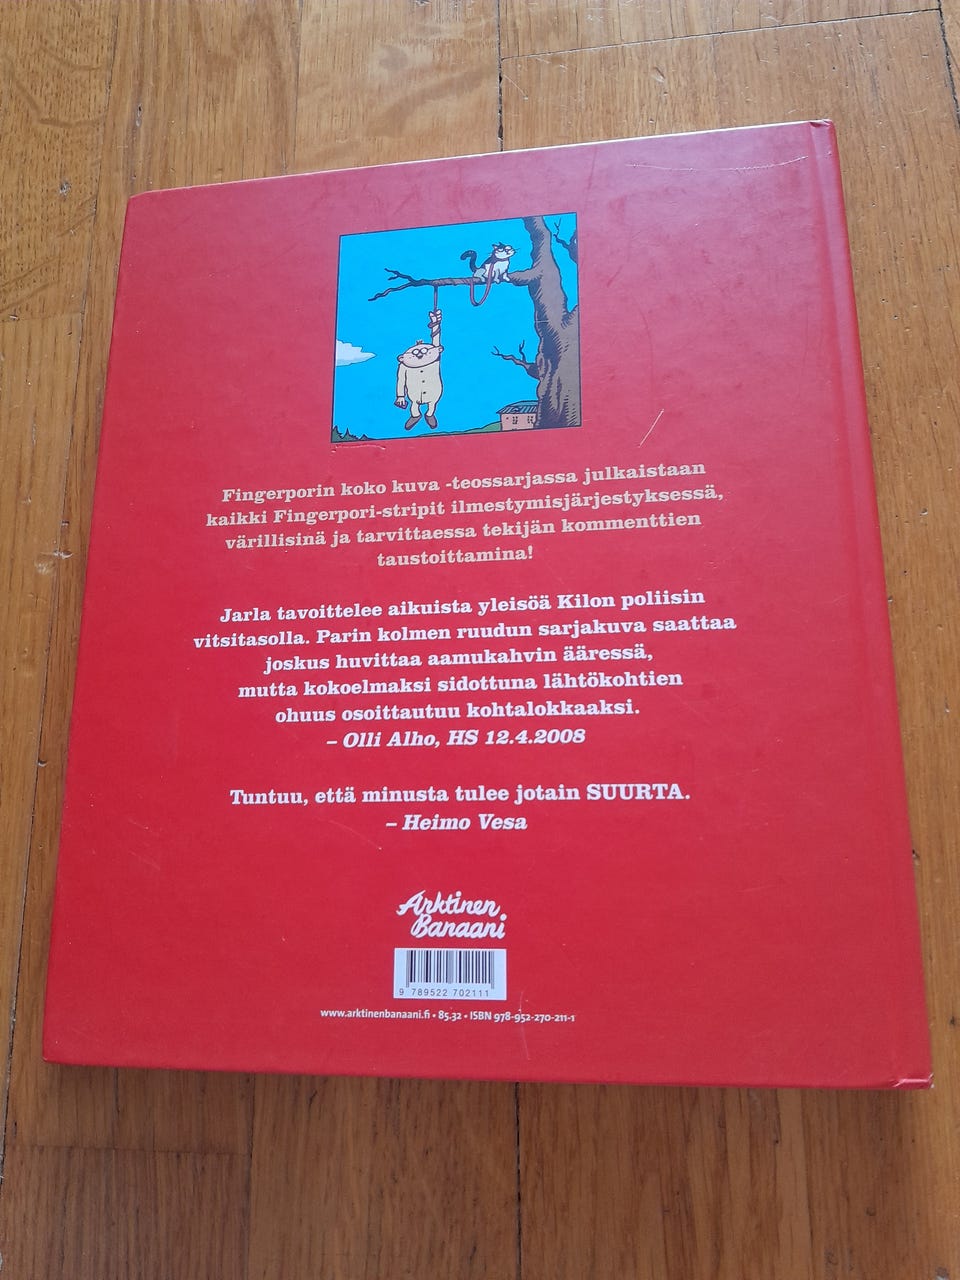 Fingerporin koko kuva -teossarjassa julkaistaan
kaikki Fingerpori-stripit ilmestymisjärjestyksessä,
värillisinä ja tarvittaessa tekijän kommenttien
taustoittamina!
Jarla tavoittelee aikuista yleisöä Kilon poliisin
vitsitasolla. Parin kolmen ruudun sarjakuva saattaa
joskus huvittaa aamukahvin ääressä,
mutta kokoelmaksi sidottuna lähtökohtien
ohuus osoittautuu kohtalokkaaksi.
– Olli Alho, HS 12.4.2008
Tuntuu, että minusta tulee jotain SUURTA.
– Heimo Vesa
Arktinen
Banaani
9 789522 702111
www.arktinenbanaani.fi • 85.32 • ISBN 978-952-270-211-1